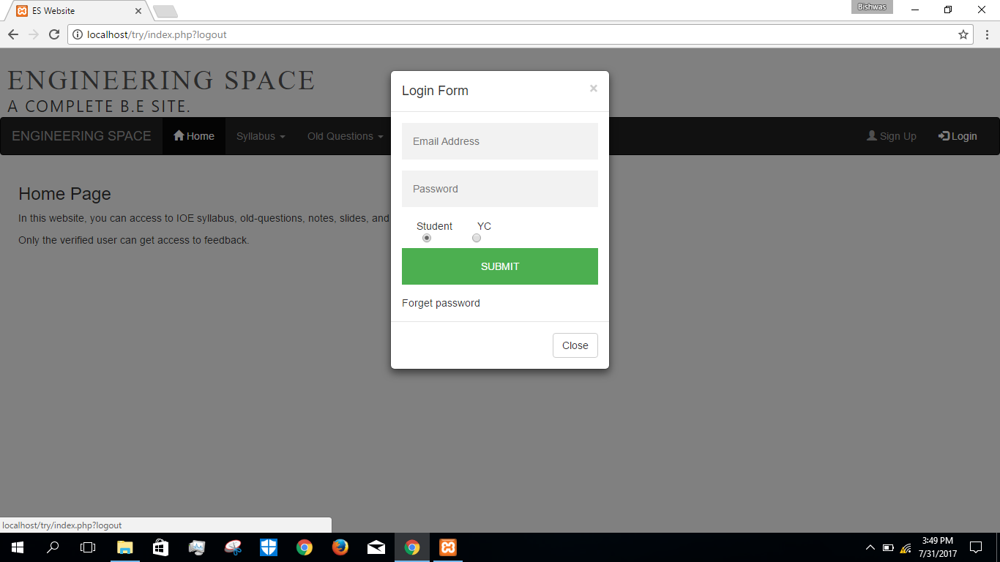 ES Website
Bishwas
localhost/try/index.php?logout
ENGINEERING SPACE
A COMPLETE B.E SITE.
ENGINEERING SPACE Home Syllabus Old Questions Sign Up Login
Home Page
In this website, you can access to IOE syllabus, old-questions, notes, slides, and
Only the verified user can get access to feedback.
Login Form ×
Email Address
Password
Student YC
SUBMIT
Forget password
Close
localhost/try/index.php?logout
3:49 PM
7/31/2017